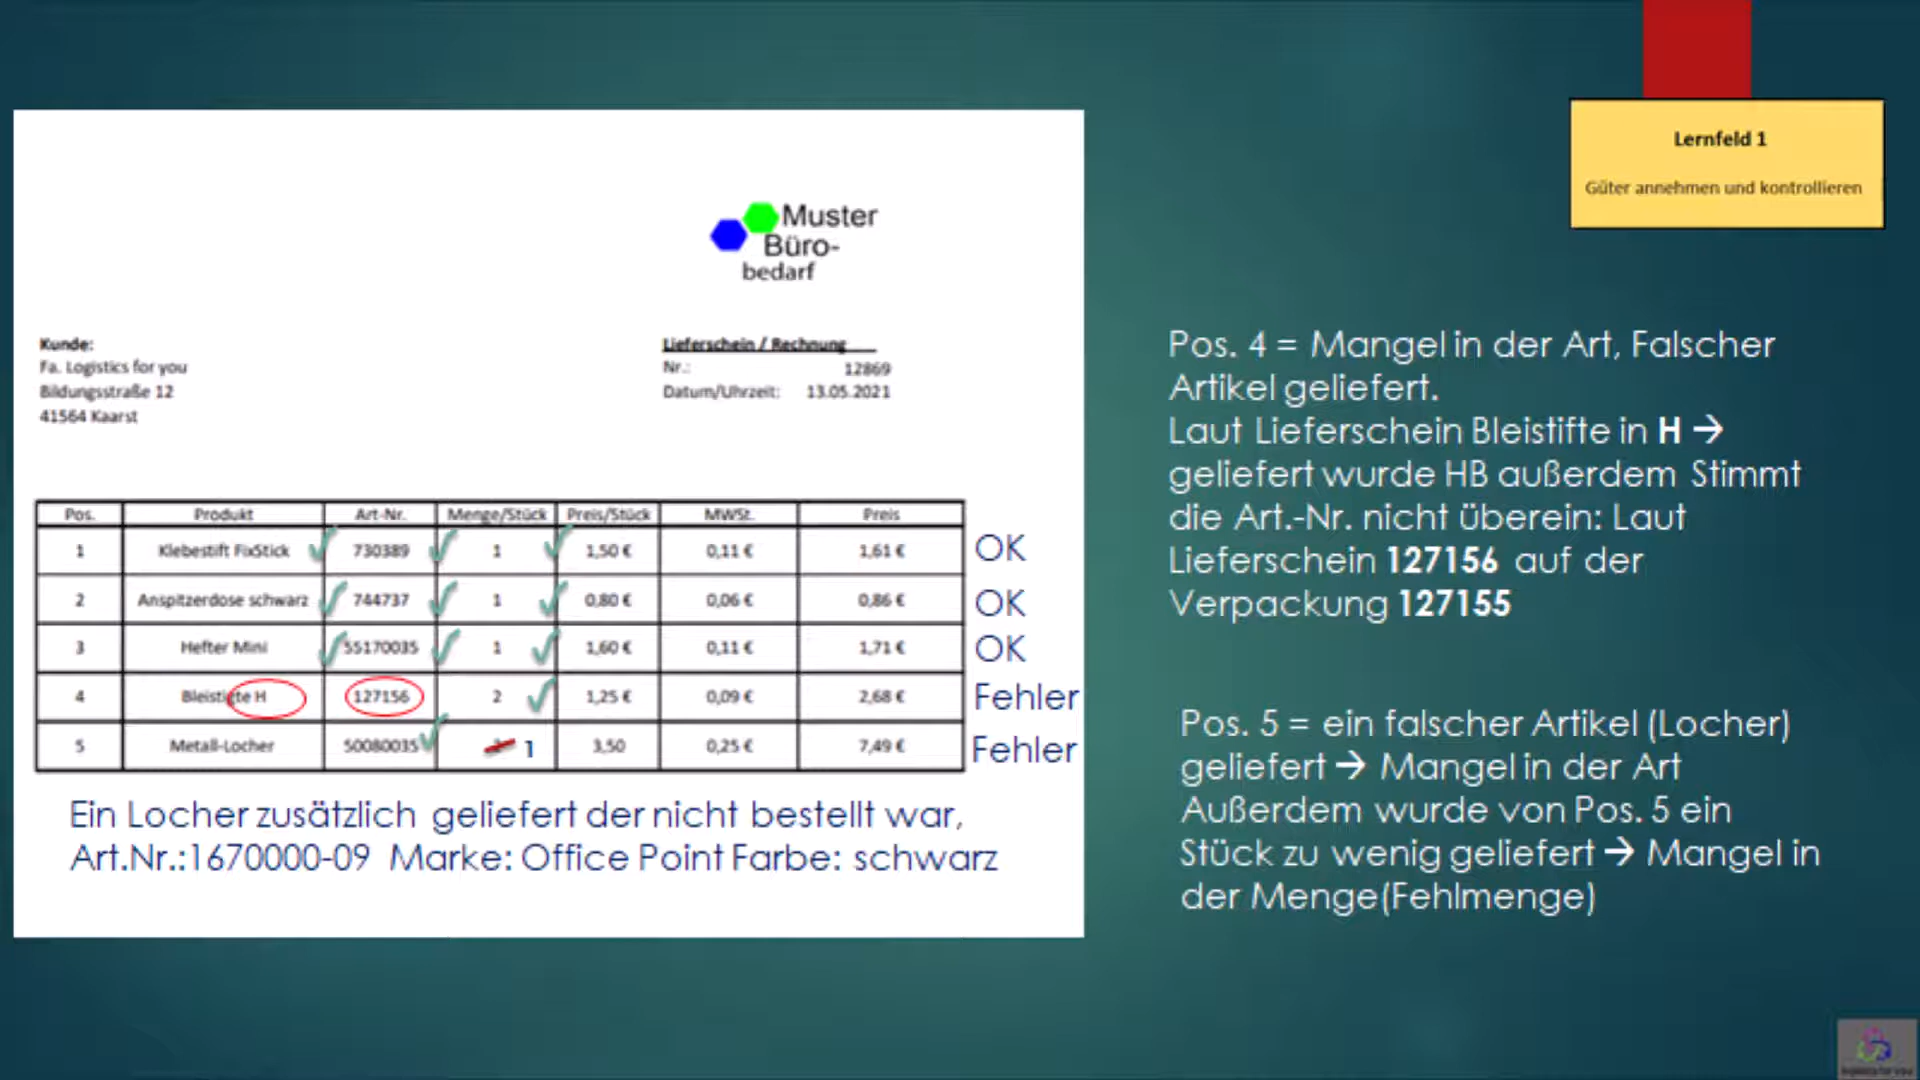 Lernfeld 1
Güter annehmen und kontrollieren
Muster
Büro-
bedarf
Kunde:
Fa. Logistics for you
Bildungsstraße 12
41564 Kaarst
Lieferschein / Rechnung
Nr.: 12869
Datum/Uhrzeit: 13.05.2021
Pos. Produkt Art-Nr. Menge/Stück Preis/Stück MWSt. Preis
1 Klebestift FixStick 730389 1 1,50 € 0,11 € 1,61 € OK
2 Anspitzerdose schwarz 744737 1 0,80 € 0,06 € 0,86 € OK
3 Hefter Mini 55170035 1 1,60 € 0,11 € 1,71 € OK
4 Bleistigte H 127156 2 1,25 € 0,09 € 2,68 € Fehler
5 Metall-Locher 50080035 1 3,50 0,25 € 7,49 € Fehler
Ein Locher zusätzlich geliefert der nicht bestellt war,
Art.Nr.:1670000-09 Marke: Office Point Farbe: schwarz
Pos. 4 = Mangel in der Art, Falscher
Artikel geliefert.
Laut Lieferschein Bleistifte in H →
geliefert wurde HB außerdem Stimmt
die Art.-Nr. nicht überein: Laut
Lieferschein 127156 auf der
Verpackung 127155
Pos. 5 = ein falscher Artikel (Locher)
geliefert → Mangel in der Art
Außerdem wurde von Pos. 5 ein
Stück zu wenig geliefert → Mangel in
der Menge(Fehlmenge)